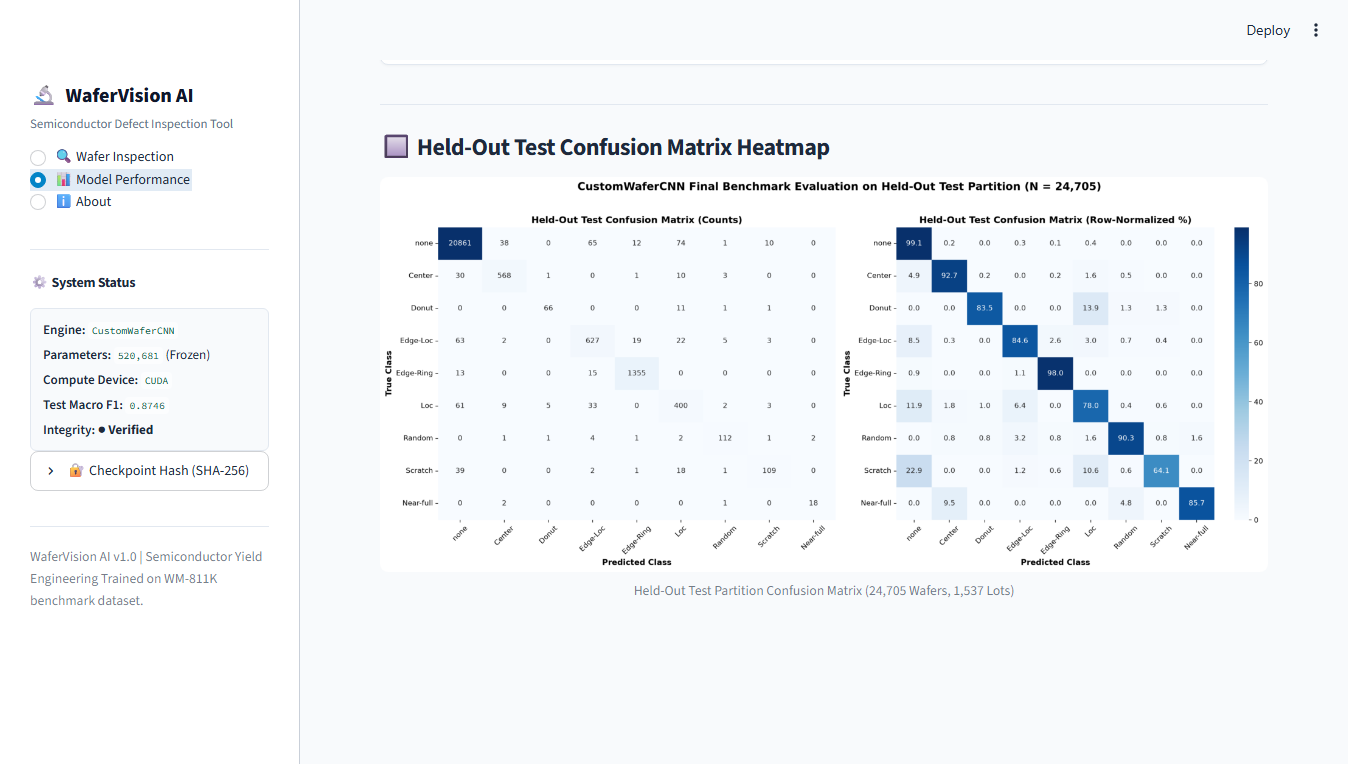 Deploy
WaferVision AI
Semiconductor Defect Inspection Tool
Wafer Inspection
Model Performance
About
System Status
Engine: CustomWaferCNN
Parameters: 520,681 (Frozen)
Compute Device: CUDA
Test Macro F1: 0.8746
Integrity: Verified
Checkpoint Hash (SHA-256)
WaferVision AI v1.0 | Semiconductor Yield
Engineering Trained on WM-811K
benchmark dataset.
Held-Out Test Confusion Matrix Heatmap
CustomWaferCNN Final Benchmark Evaluation on Held-Out Test Partition (N = 24,705)
Held-Out Test Confusion Matrix (Counts)
True Class
none 20861 38 0 65 12 74 1 10 0
Center 30 568 1 0 1 10 3 0 0
Donut 0 0 66 0 0 11 1 1 0
Edge-Loc 63 2 0 627 19 22 5 3 0
Edge-Ring 13 0 0 15 1355 0 0 0 0
Loc 61 9 5 33 0 400 2 3 0
Random 0 1 1 4 1 2 112 1 2
Scratch 39 0 0 2 1 18 1 109 0
Near-full 0 2 0 0 0 0 1 0 18
none Center Donut Edge-Loc Edge-Ring Loc Random Scratch Near-full
Predicted Class
Held-Out Test Confusion Matrix (Row-Normalized %)
True Class
none 99.1 0.2 0.0 0.3 0.1 0.4 0.0 0.0 0.0
Center 4.9 92.7 0.2 0.0 0.2 1.6 0.5 0.0 0.0
Donut 0.0 0.0 83.5 0.0 0.0 13.9 1.3 1.3 0.0
Edge-Loc 8.5 0.3 0.0 84.6 2.6 3.0 0.7 0.4 0.0
Edge-Ring 0.9 0.0 0.0 1.1 98.0 0.0 0.0 0.0 0.0
Loc 11.9 1.8 1.0 6.4 0.0 78.0 0.4 0.6 0.0
Random 0.0 0.8 0.8 3.2 0.8 1.6 90.3 0.8 1.6
Scratch 22.9 0.0 0.0 1.2 0.6 10.6 0.6 64.1 0.0
Near-full 0.0 9.5 0.0 0.0 0.0 0.0 4.8 0.0 85.7
none Center Donut Edge-Loc Edge-Ring Loc Random Scratch Near-full
Predicted Class
80
60
40
20
0
Held-Out Test Partition Confusion Matrix (24,705 Wafers, 1,537 Lots)